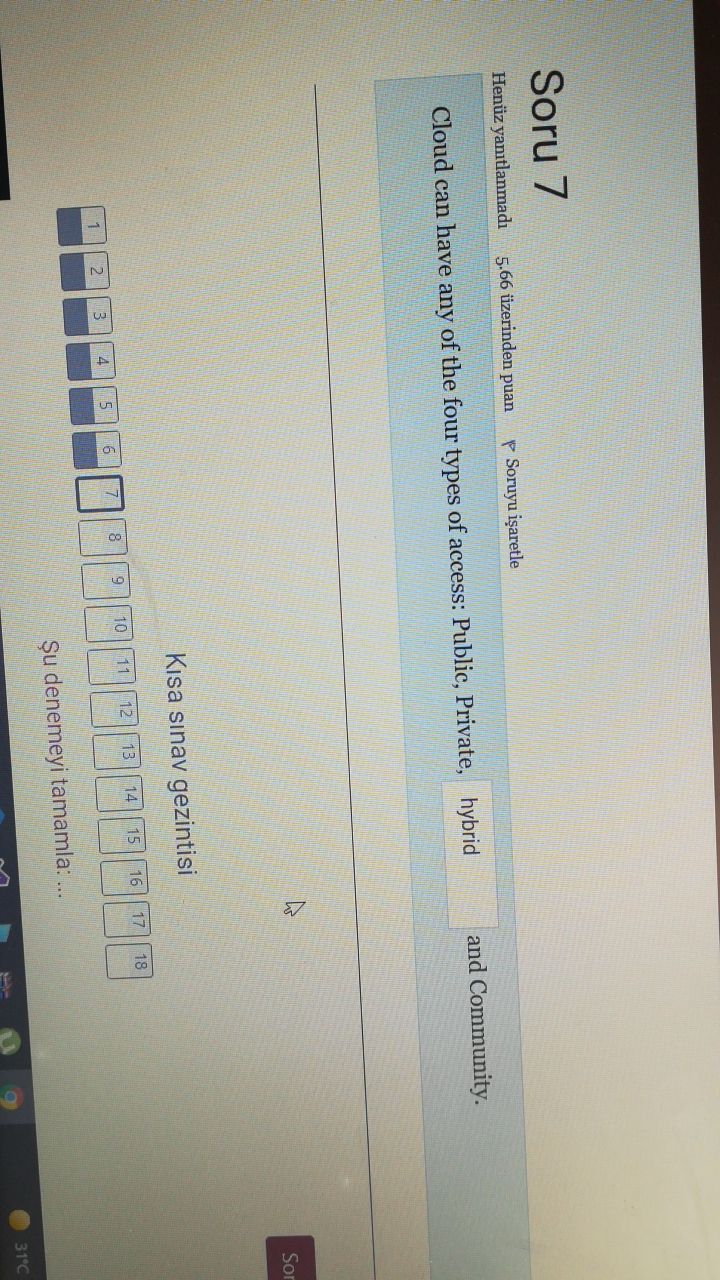 Soru 7
Henüz yanıtlanmadı 5,66 üzerinden puan Soruyu işaretle
Cloud can have any of the four types of access: Public, Private, hybrid and Community.
Kısa sınav gezintisi
1 2 3 4 5 6 7 8 9 10 11 12 13 14 15 16 17 18
Şu denemeyi tamamla: ...
31°C